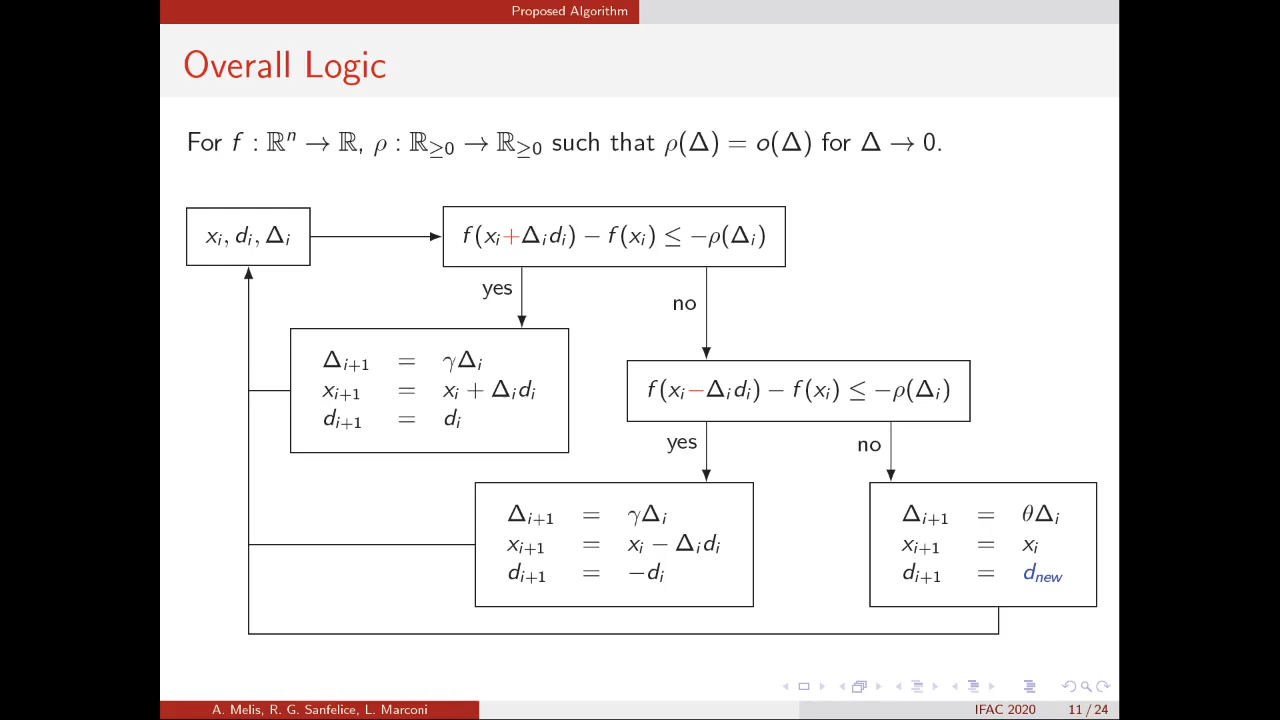 Proposed Algorithm
Overall Logic
For f : ℝⁿ → ℝ, ρ : ℝ≥0 → ℝ≥0 such that ρ(Δ) = o(Δ) for Δ → 0.
xᵢ, dᵢ, Δᵢ
f(xᵢ+Δᵢdᵢ) − f(xᵢ) ≤ −ρ(Δᵢ)
yes
no
Δᵢ₊₁ = γΔᵢ
xᵢ₊₁ = xᵢ + Δᵢdᵢ
dᵢ₊₁ = dᵢ
f(xᵢ−Δᵢdᵢ) − f(xᵢ) ≤ −ρ(Δᵢ)
yes
no
Δᵢ₊₁ = γΔᵢ
xᵢ₊₁ = xᵢ − Δᵢdᵢ
dᵢ₊₁ = −dᵢ
Δᵢ₊₁ = θΔᵢ
xᵢ₊₁ = xᵢ
dᵢ₊₁ = d_new
A. Melis, R. G. Sanfelice, L. Marconi
IFAC 2020
11 / 24